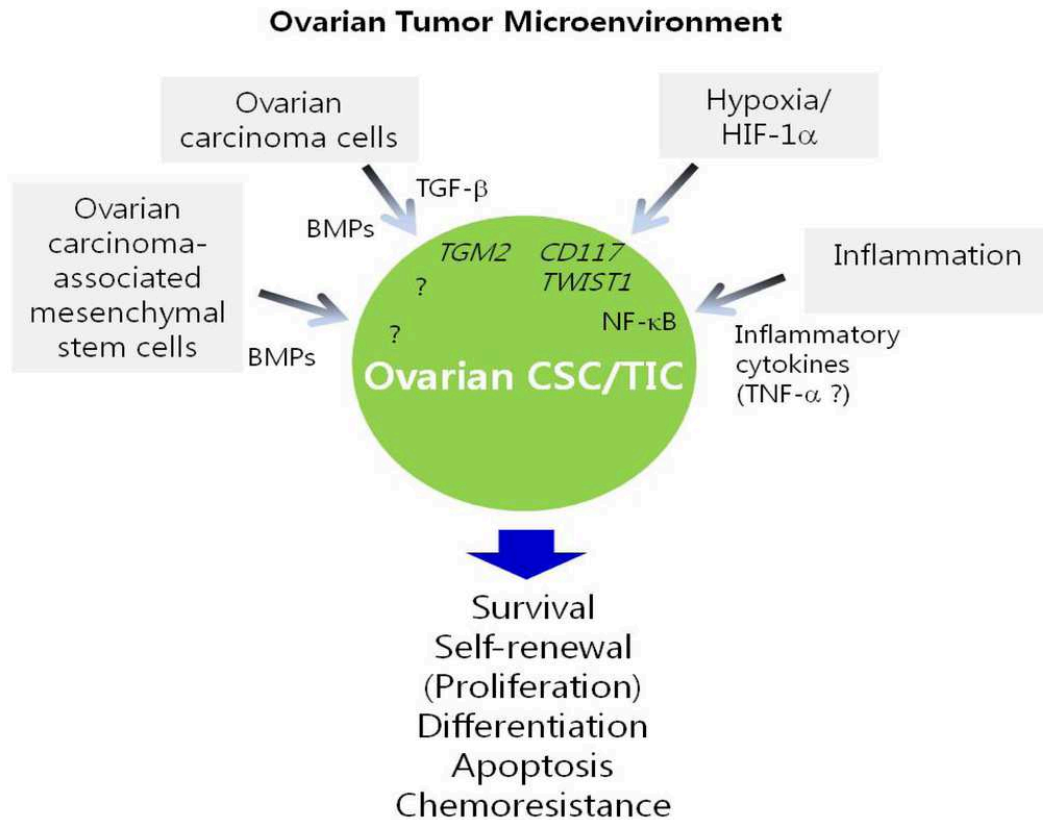 Ovarian Tumor Microenvironment
Ovarian
carcinoma cells
Hypoxia/
HIF-1α
Ovarian
carcinoma-
associated
mesenchymal
stem cells
TGF-β
BMPs
BMPs
Inflammation
TGM2
CD117
TWIST1
?
?
NF-κB
Inflammatory
cytokines
(TNF-α ?)
Ovarian CSC/TIC
Survival
Self-renewal
(Proliferation)
Differentiation
Apoptosis
Chemoresistance